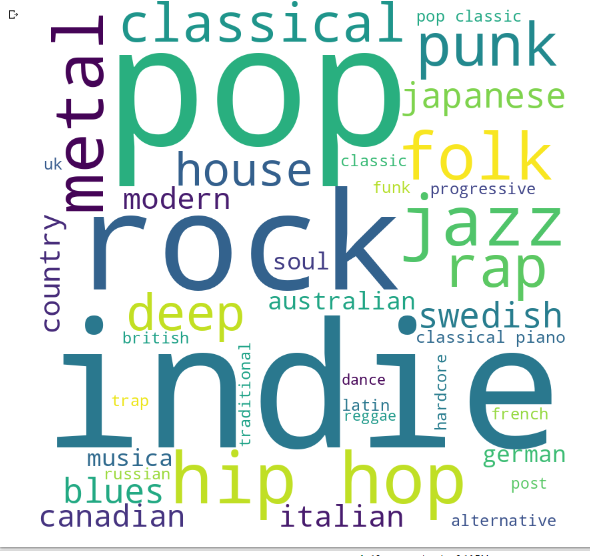 classical
pop classic
metal
punk
pop
japanese
folk
uk
house
classic
modern
funk
progressive
rock
jazz
country
soul
rap
deep
australian
swedish
british
classical piano
indie
traditional
dance
hardcore
trap
latin
reggae
french
musica
german
russian
hip hop
blues
post
canadian
italian
alternative